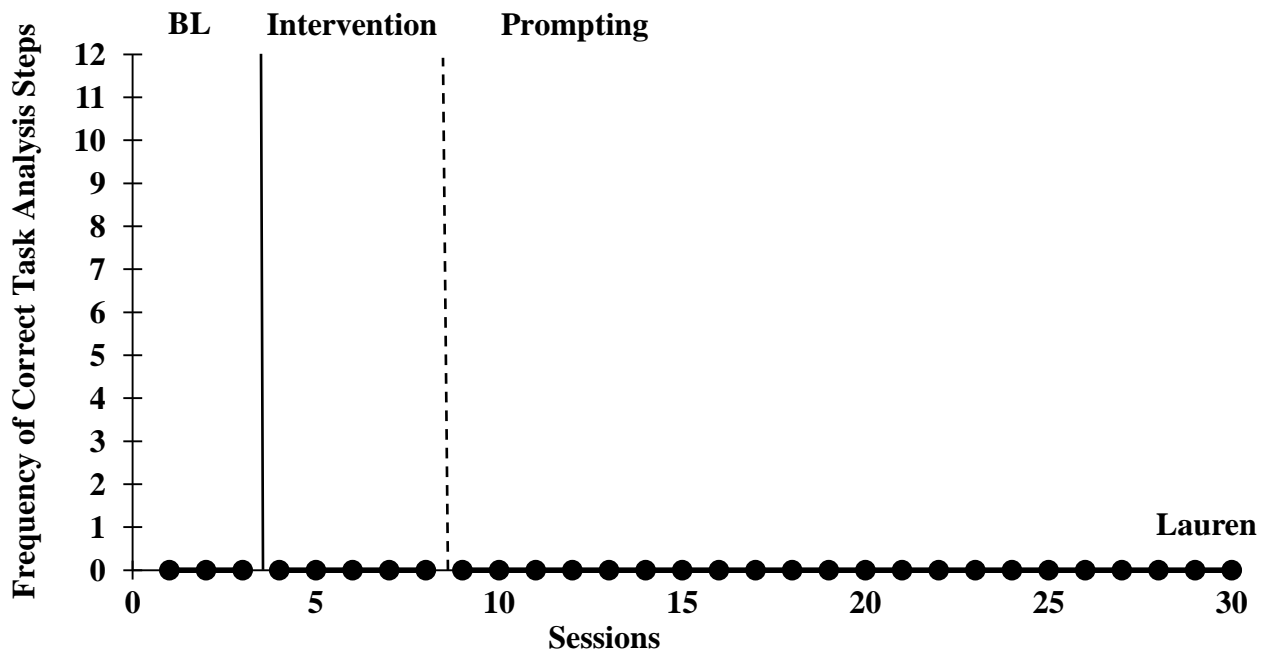 BL Intervention Prompting
Frequency of Correct Task Analysis Steps
12
11
10
9
8
7
6
5
4
3
2
1
0
Lauren
0 5 10 15 20 25 30
Sessions